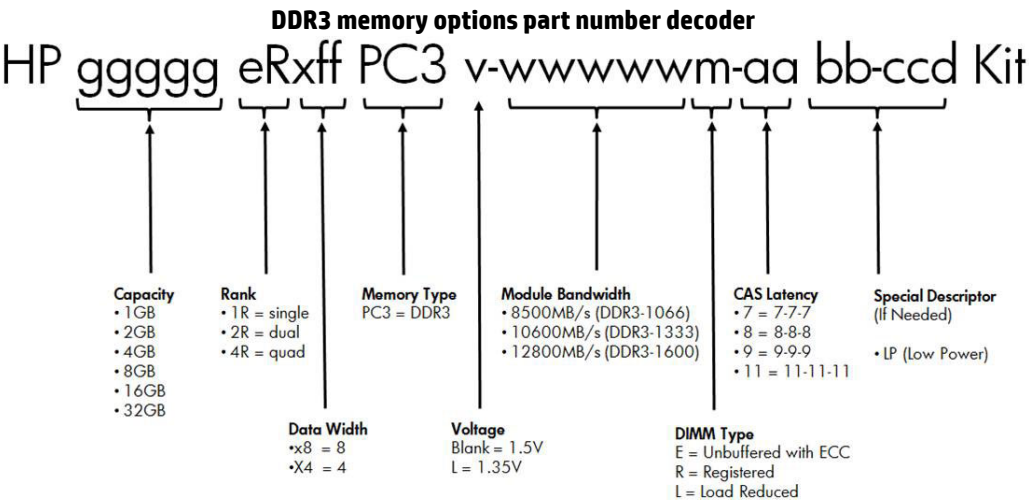 DDR3 memory options part number decoder
HP ggggg eRxff PC3 v-wwwwwm-aa bb-ccd Kit
Capacity
• 1GB
• 2GB
• 4GB
• 8GB
• 16GB
• 32GB
Rank
• 1R = single
• 2R = dual
• 4R = quad
Memory Type
PC3 = DDR3
Module Bandwidth
• 8500MB/s (DDR3-1066)
• 10600MB/s (DDR3-1333)
• 12800MB/s (DDR3-1600)
CAS Latency
• 7 = 7-7-7
• 8 = 8-8-8
• 9 = 9-9-9
• 11 = 11-11-11
Special Descriptor
(If Needed)
• LP (Low Power)
Data Width
•x8 = 8
•X4 = 4
Voltage
Blank = 1.5V
L = 1.35V
DIMM Type
E = Unbuffered with ECC
R = Registered
L = Load Reduced